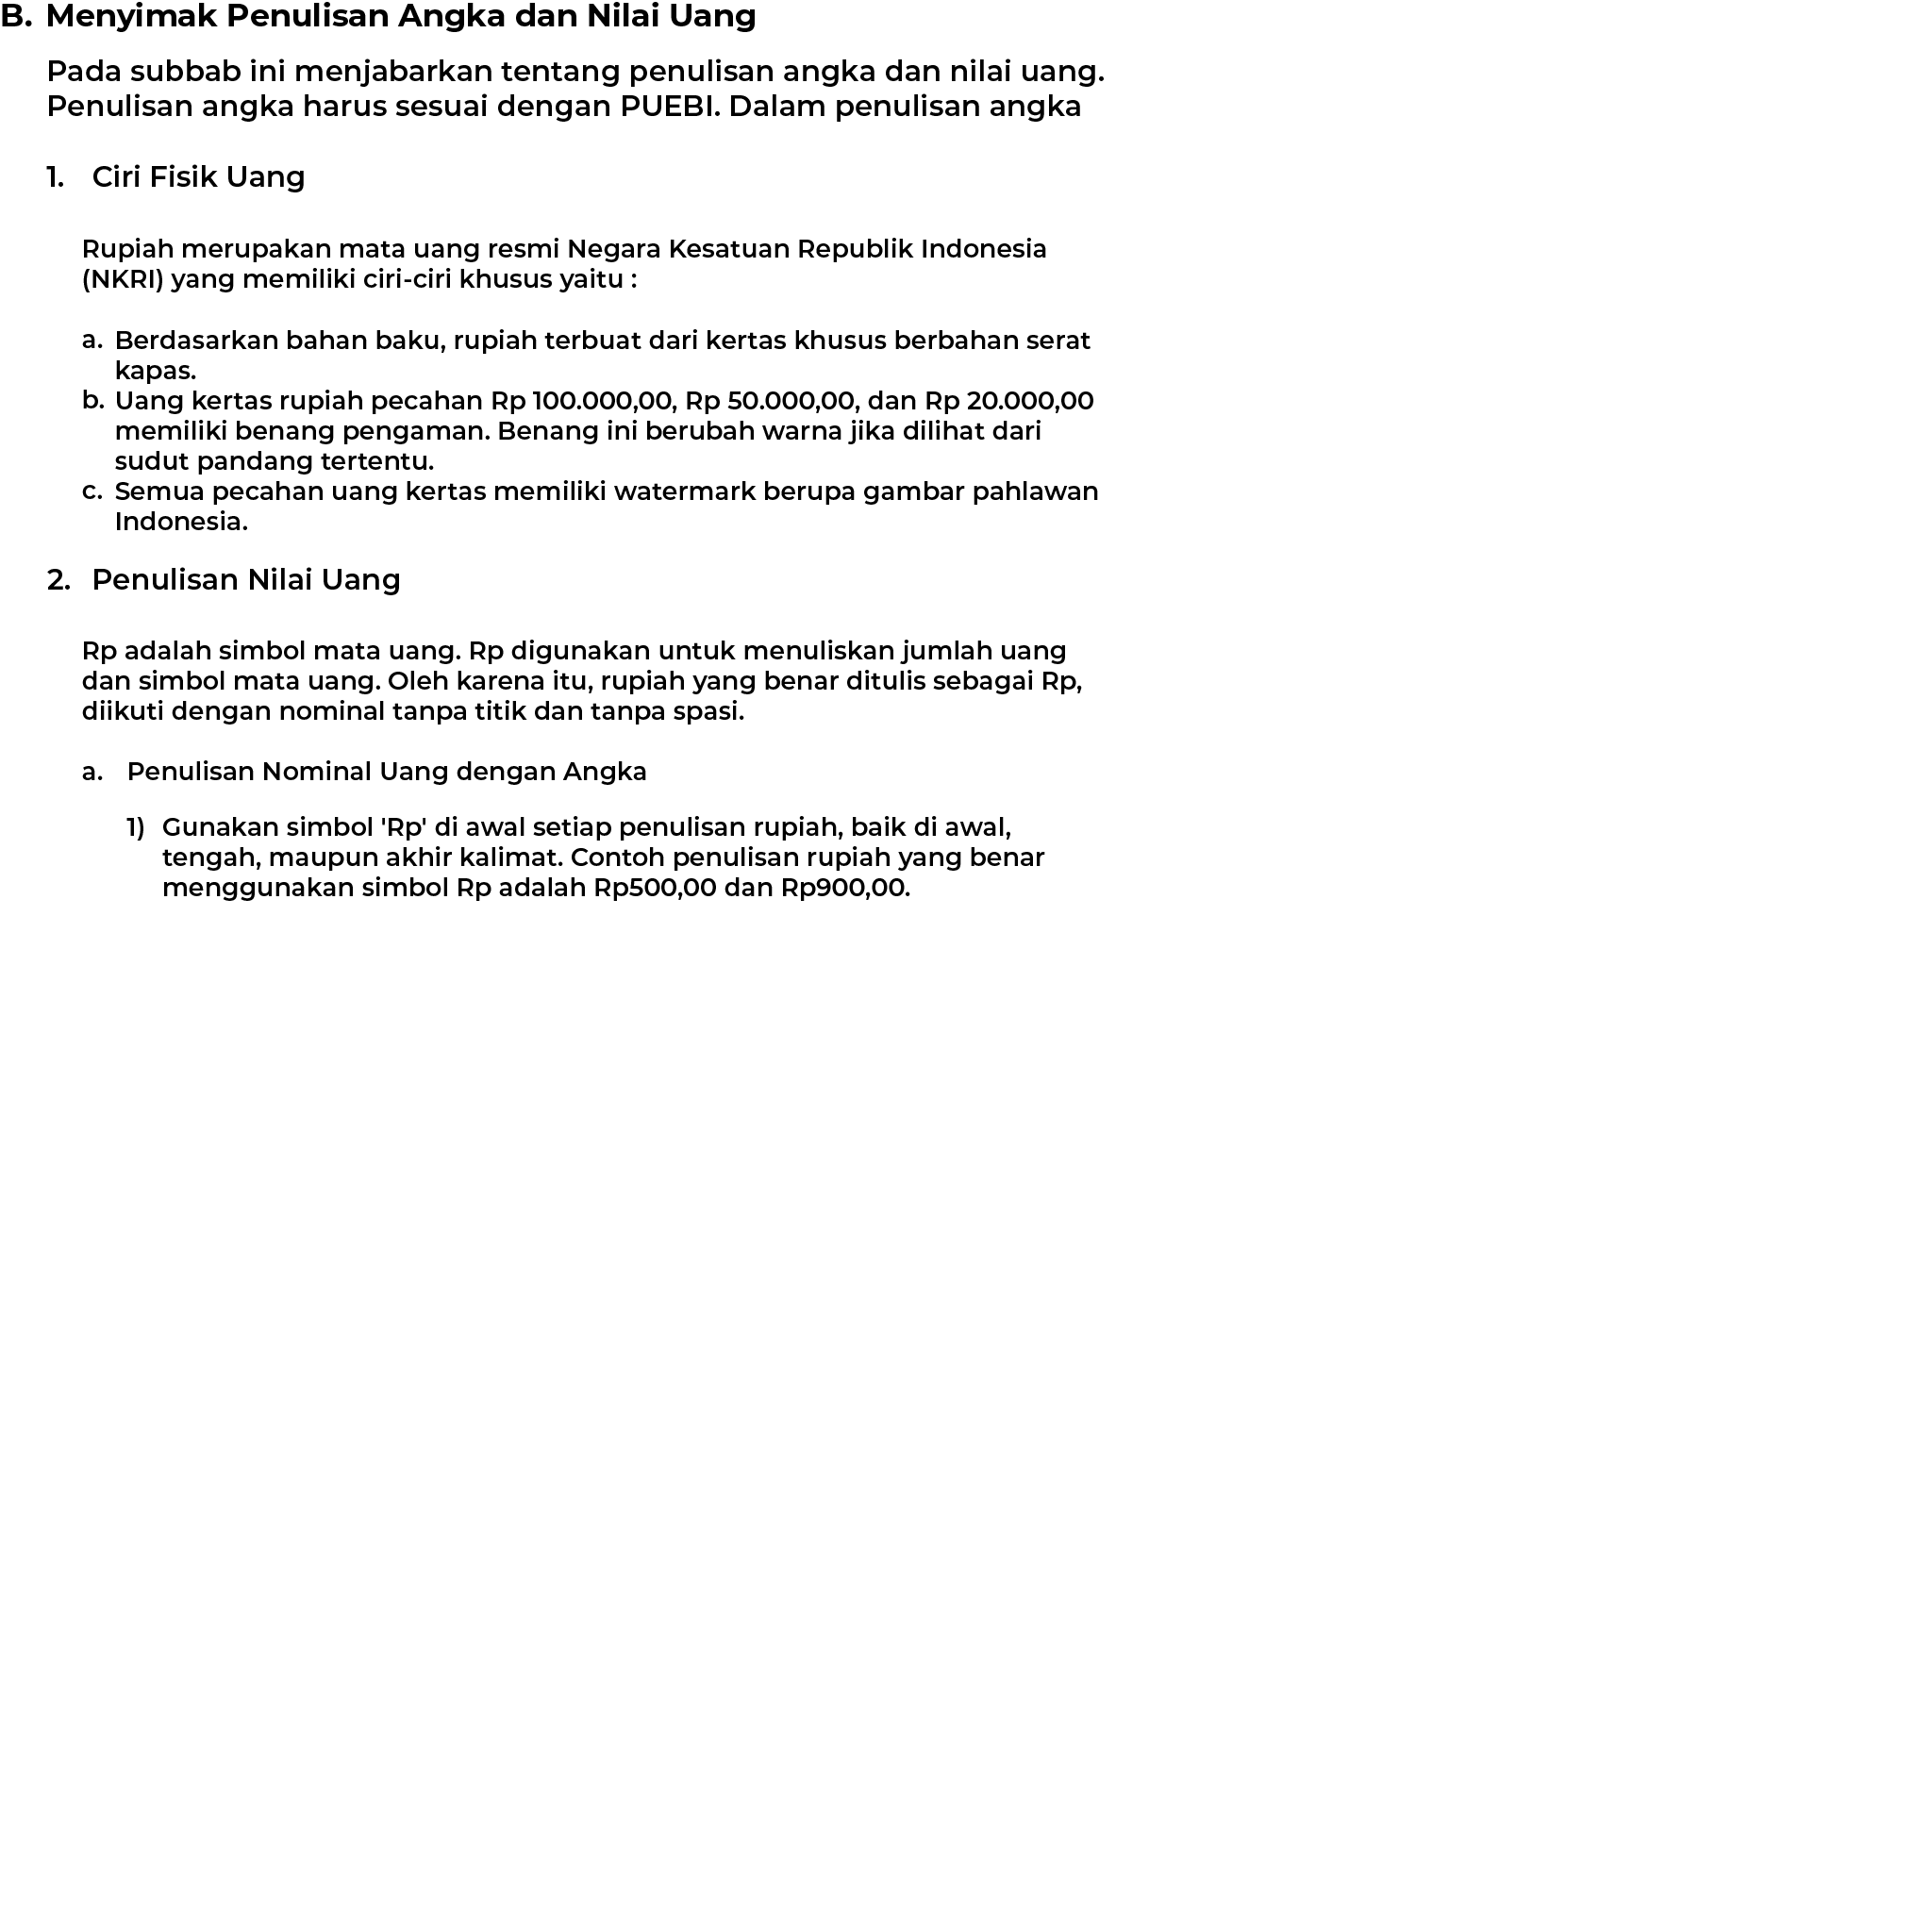 B. Menyimak Penulisan Angka dan Nilai Uang
Pada subbab ini menjabarkan tentang penulisan angka dan nilai uang.
Penulisan angka harus sesuai dengan PUEBI. Dalam penulisan angka
1. Ciri Fisik Uang
Rupiah merupakan mata uang resmi Negara Kesatuan Republik Indonesia
(NKRI) yang memiliki ciri-ciri khusus yaitu :
a. Berdasarkan bahan baku, rupiah terbuat dari kertas khusus berbahan serat
kapas.
b. Uang kertas rupiah pecahan Rp 100.000,00, Rp 50.000,00, dan Rp 20.000,00
memiliki benang pengaman. Benang ini berubah warna jika dilihat dari
sudut pandang tertentu.
c. Semua pecahan uang kertas memiliki watermark berupa gambar pahlawan
Indonesia.
2. Penulisan Nilai Uang
Rp adalah simbol mata uang. Rp digunakan untuk menuliskan jumlah uang
dan simbol mata uang. Oleh karena itu, rupiah yang benar ditulis sebagai Rp,
diikuti dengan nominal tanpa titik dan tanpa spasi.
a. Penulisan Nominal Uang dengan Angka
1) Gunakan simbol 'Rp' di awal setiap penulisan rupiah, baik di awal,
tengah, maupun akhir kalimat. Contoh penulisan rupiah yang benar
menggunakan simbol Rp adalah Rp500,00 dan Rp900,00.